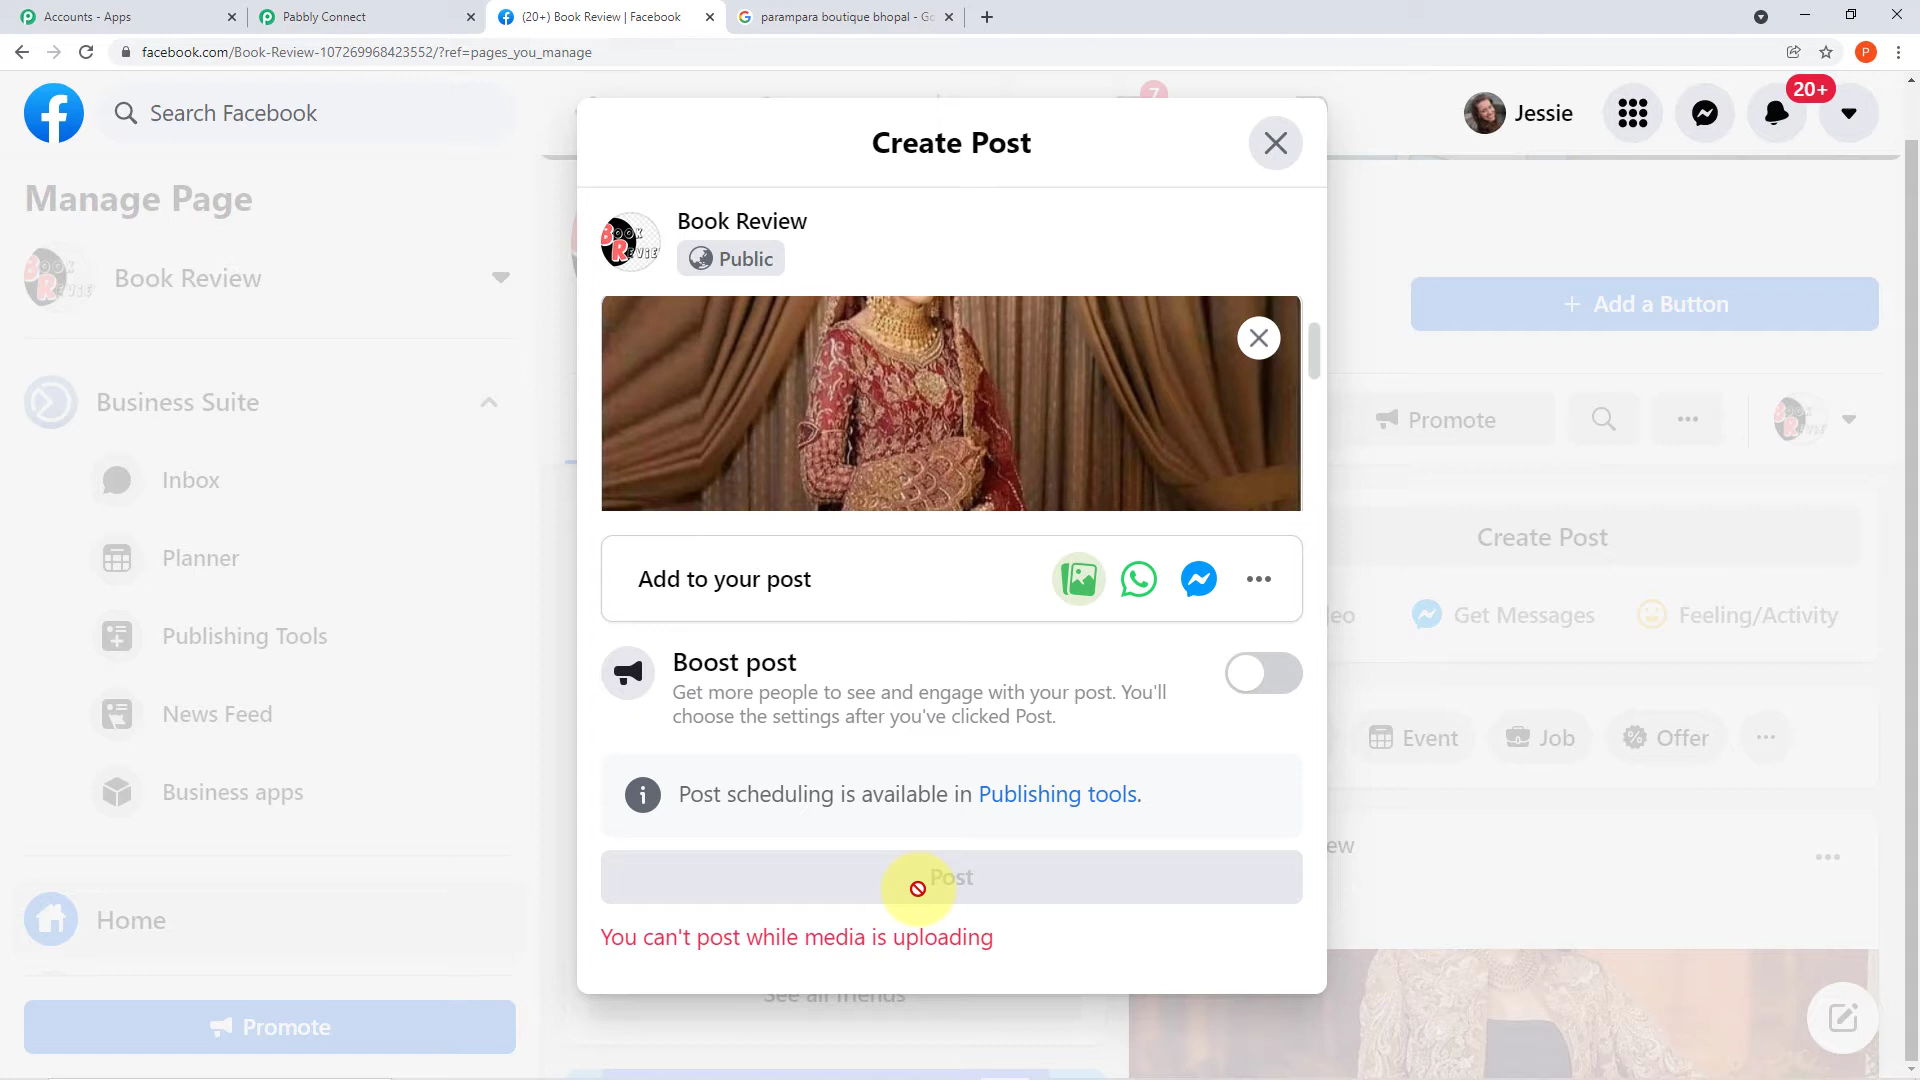 Accounts - Apps
Pabbly Connect
(20+) Book Review | Facebook
parampara boutique bhopal - Go
facebook.com/Book-Review-107269968423552/?ref=pages_you_manage
P
Search Facebook
7
Jessie
20+
Manage Page
Book Review
Business Suite
Inbox
Planner
Publishing Tools
News Feed
Business apps
Home
Promote
Create Post
Book Review
Public
Add to your post
Boost post
Get more people to see and engage with your post. You'll
choose the settings after you've clicked Post.
Post scheduling is available in Publishing tools.
Post
You can't post while media is uploading
See all friends
+ Add a Button
Promote
Create Post
Get Messages
Feeling/Activity
Event
Job
Offer